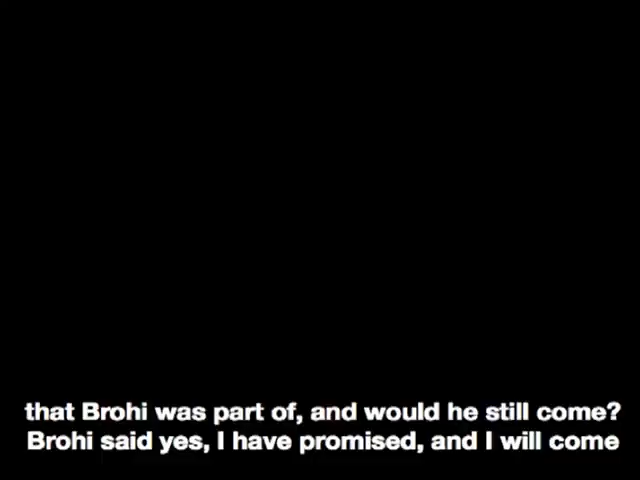 that Brohi was part of, and would he still come?
Brohi said yes, I have promised, and I will come